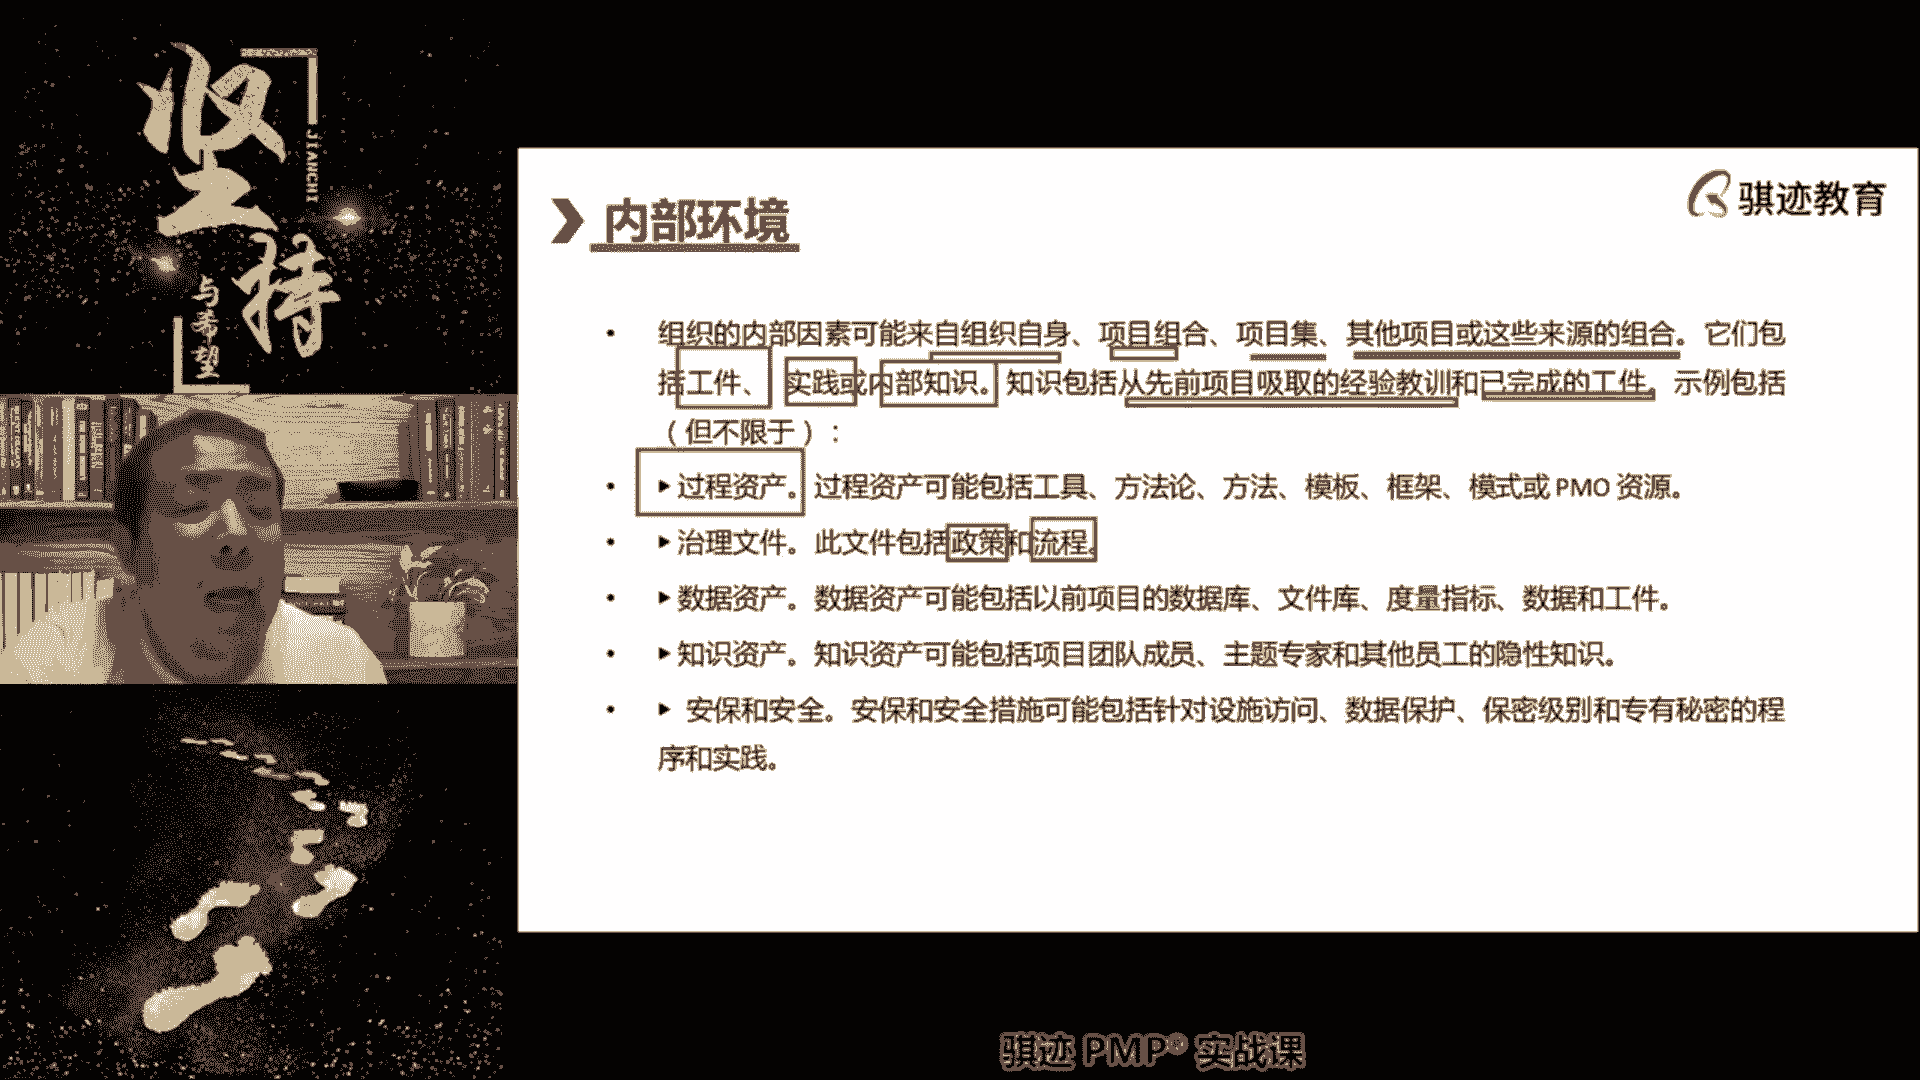 坚持
JIANCHI
与希望
骐迹教育
内部环境
• 组织的内部因素可能来自组织自身、项目组合、项目集、其他项目或这些来源的组合。它们包
括工件、实践或内部知识。知识包括从先前项目吸取的经验教训和已完成的工件。示例包括
（但不限于）：
• ►过程资产。过程资产可能包括工具、方法论、方法、模板、框架、模式或 PMO 资源。
• ►治理文件。此文件包括政策和流程。
• ►数据资产。数据资产可能包括以前项目的数据库、文件库、度量指标、数据和工件。
• ►知识资产。知识资产可能包括项目团队成员、主题专家和其他员工的隐性知识。
• ► 安保和安全。安保和安全措施可能包括针对设施访问、数据保护、保密级别和专有秘密的程
序和实践。
骐迹 PMP® 实战课